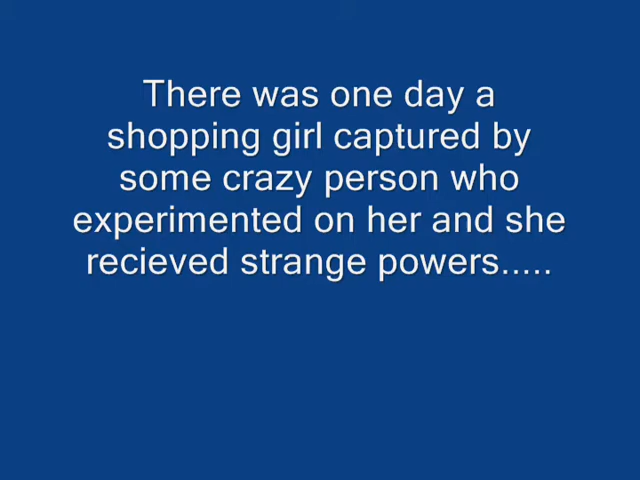 There was one day a
shopping girl captured by
some crazy person who
experimented on her and she
recieved strange powers.....